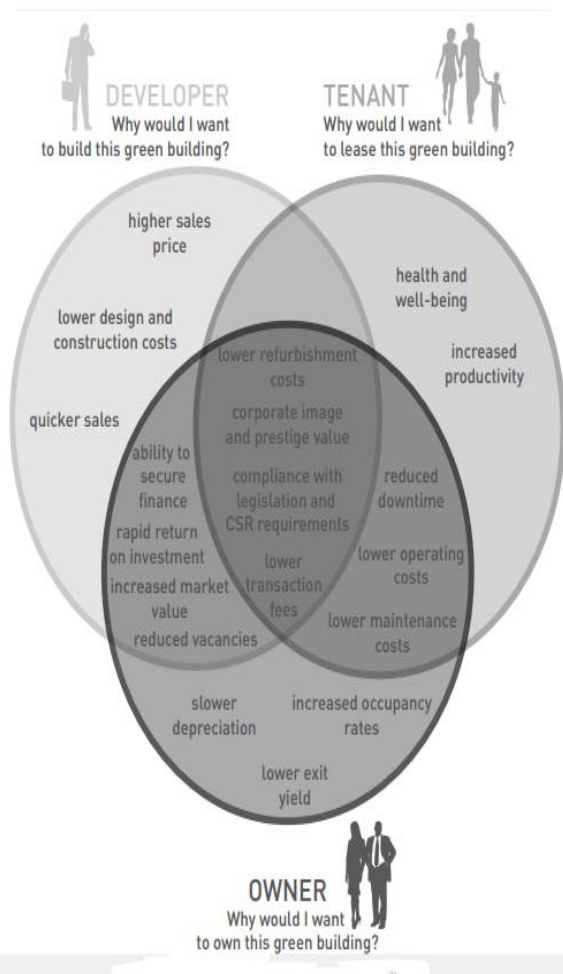 DEVELOPER
Why would I want
to build this green building?
TENANT
Why would I want
to lease this green building?
higher sales
price
lower design and
construction costs
quicker sales
health and
well-being
increased
productivity
lower refurbishment
costs
corporate image
and prestige value
compliance with
legislation and
CSR requirements
lower
transaction
fees
ability to
secure
finance
rapid return
on investment
increased market
value
reduced vacancies
reduced
downtime
lower operating
costs
lower maintenance
costs
slower
depreciation
increased occupancy
rates
lower exit
yield
OWNER
Why would I want
to own this green building?